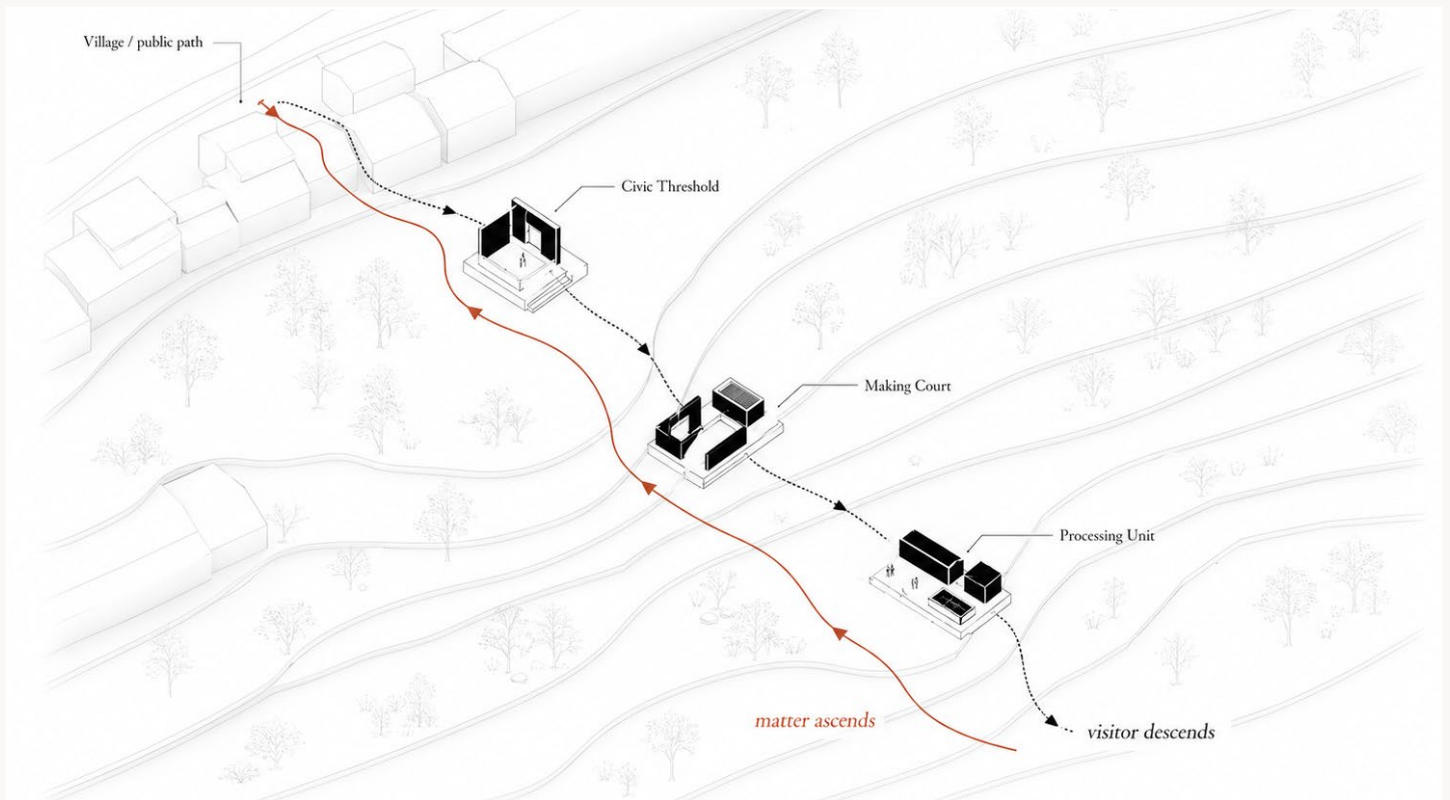 Village / public path
Civic Threshold
Making Court
Processing Unit
matter ascends
visitor descends